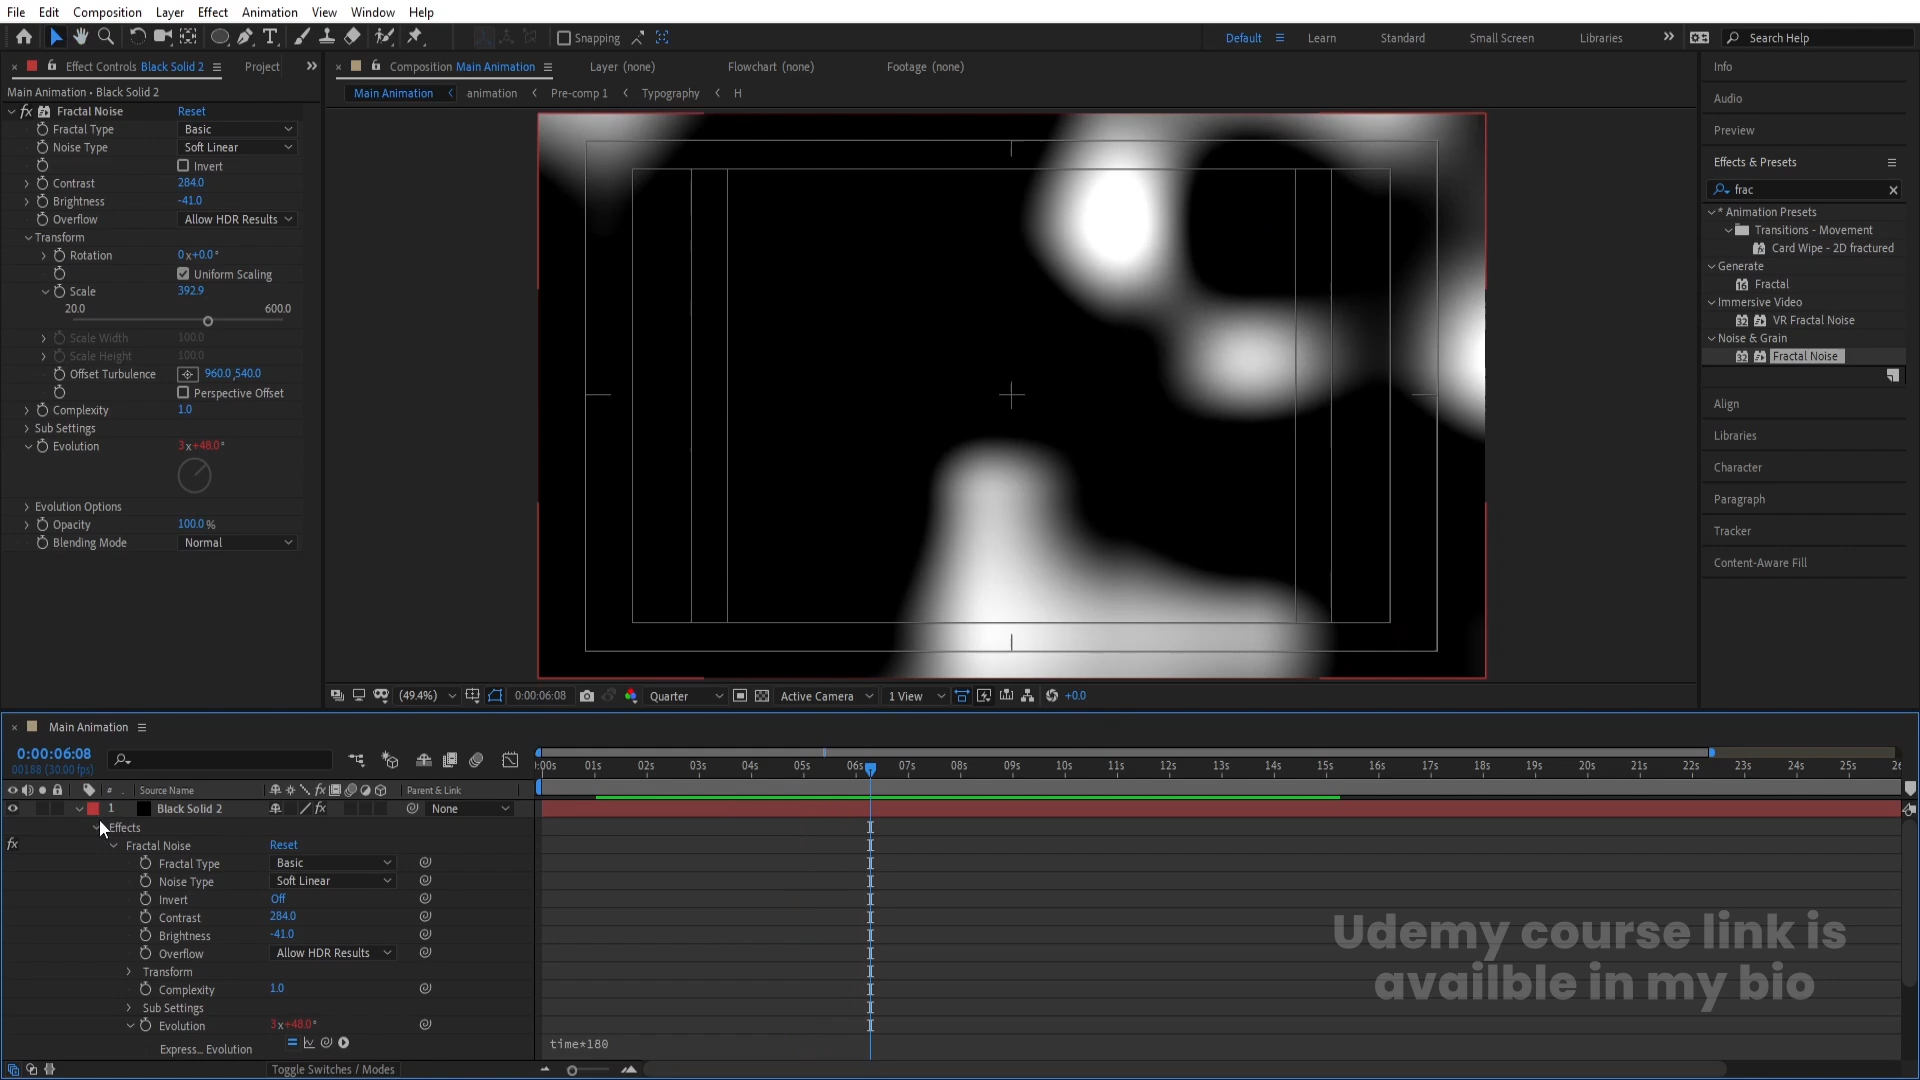 File Edit Composition Layer Effect Animation View Window Help
Snapping
Default Learn Standard Small Screen Libraries
Search Help
Effect Controls Black Solid 2 Project
Composition Main Animation Layer (none) Flowchart (none) Footage (none)
Main Animation • Black Solid 2
Main Animation animation Pre-comp 1 Typography H
fx Fractal Noise Reset
Fractal Type Basic
Noise Type Soft Linear
Invert
Contrast 284.0
Brightness -41.0
Overflow Allow HDR Results
Transform
Rotation 0x+0.0°
Uniform Scaling
Scale 392.9
20.0 600.0
Scale Width 100.0
Scale Height 100.0
Offset Turbulence 960.0,540.0
Perspective Offset
Complexity 1.0
Sub Settings
Evolution 3x+48.0°
Evolution Options
Opacity 100.0 %
Blending Mode Normal
Info
Audio
Preview
Effects & Presets
frac
* Animation Presets
Transitions - Movement
Card Wipe - 2D fractured
Generate
Fractal
Immersive Video
VR Fractal Noise
Noise & Grain
Fractal Noise
Align
Libraries
Character
Paragraph
Tracker
Content-Aware Fill
(49.4%) 0:00:06:08 Quarter Active Camera 1 View +0.0
Main Animation
0:00:06:08
00188 (30.00 fps)
:00s 01s 02s 03s 04s 05s 06s 07s 08s 09s 10s 11s 12s 13s 14s 15s 16s 17s 18s 19s 20s 21s 22s 23s 24s 25s 26
# Source Name fx Parent & Link
1 Black Solid 2 fx None
Effects
fx Fractal Noise Reset
Fractal Type Basic
Noise Type Soft Linear
Invert Off
Contrast 284.0
Brightness -41.0
Overflow Allow HDR Results
Transform
Complexity 1.0
Sub Settings
Evolution 3x+48.0°
Express... Evolution time*180
Toggle Switches / Modes
Udemy course link is
availble in my bio